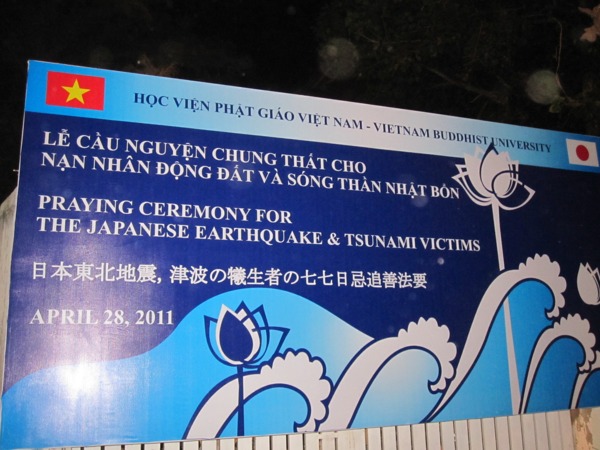 HỌC VIỆN PHẬT GIÁO VIỆT NAM - VIETNAM BUDDHIST UNIVERSITY
LỄ CẦU NGUYỆN CHUNG THẤT CHO
NẠN NHÂN ĐỘNG ĐẤT VÀ SÓNG THẦN NHẬT BỔN
PRAYING CEREMONY FOR
THE JAPANESE EARTHQUAKE & TSUNAMI VICTIMS
日本東北地震, 津波の犠生者の七七日忌追善法要
APRIL 28, 2011